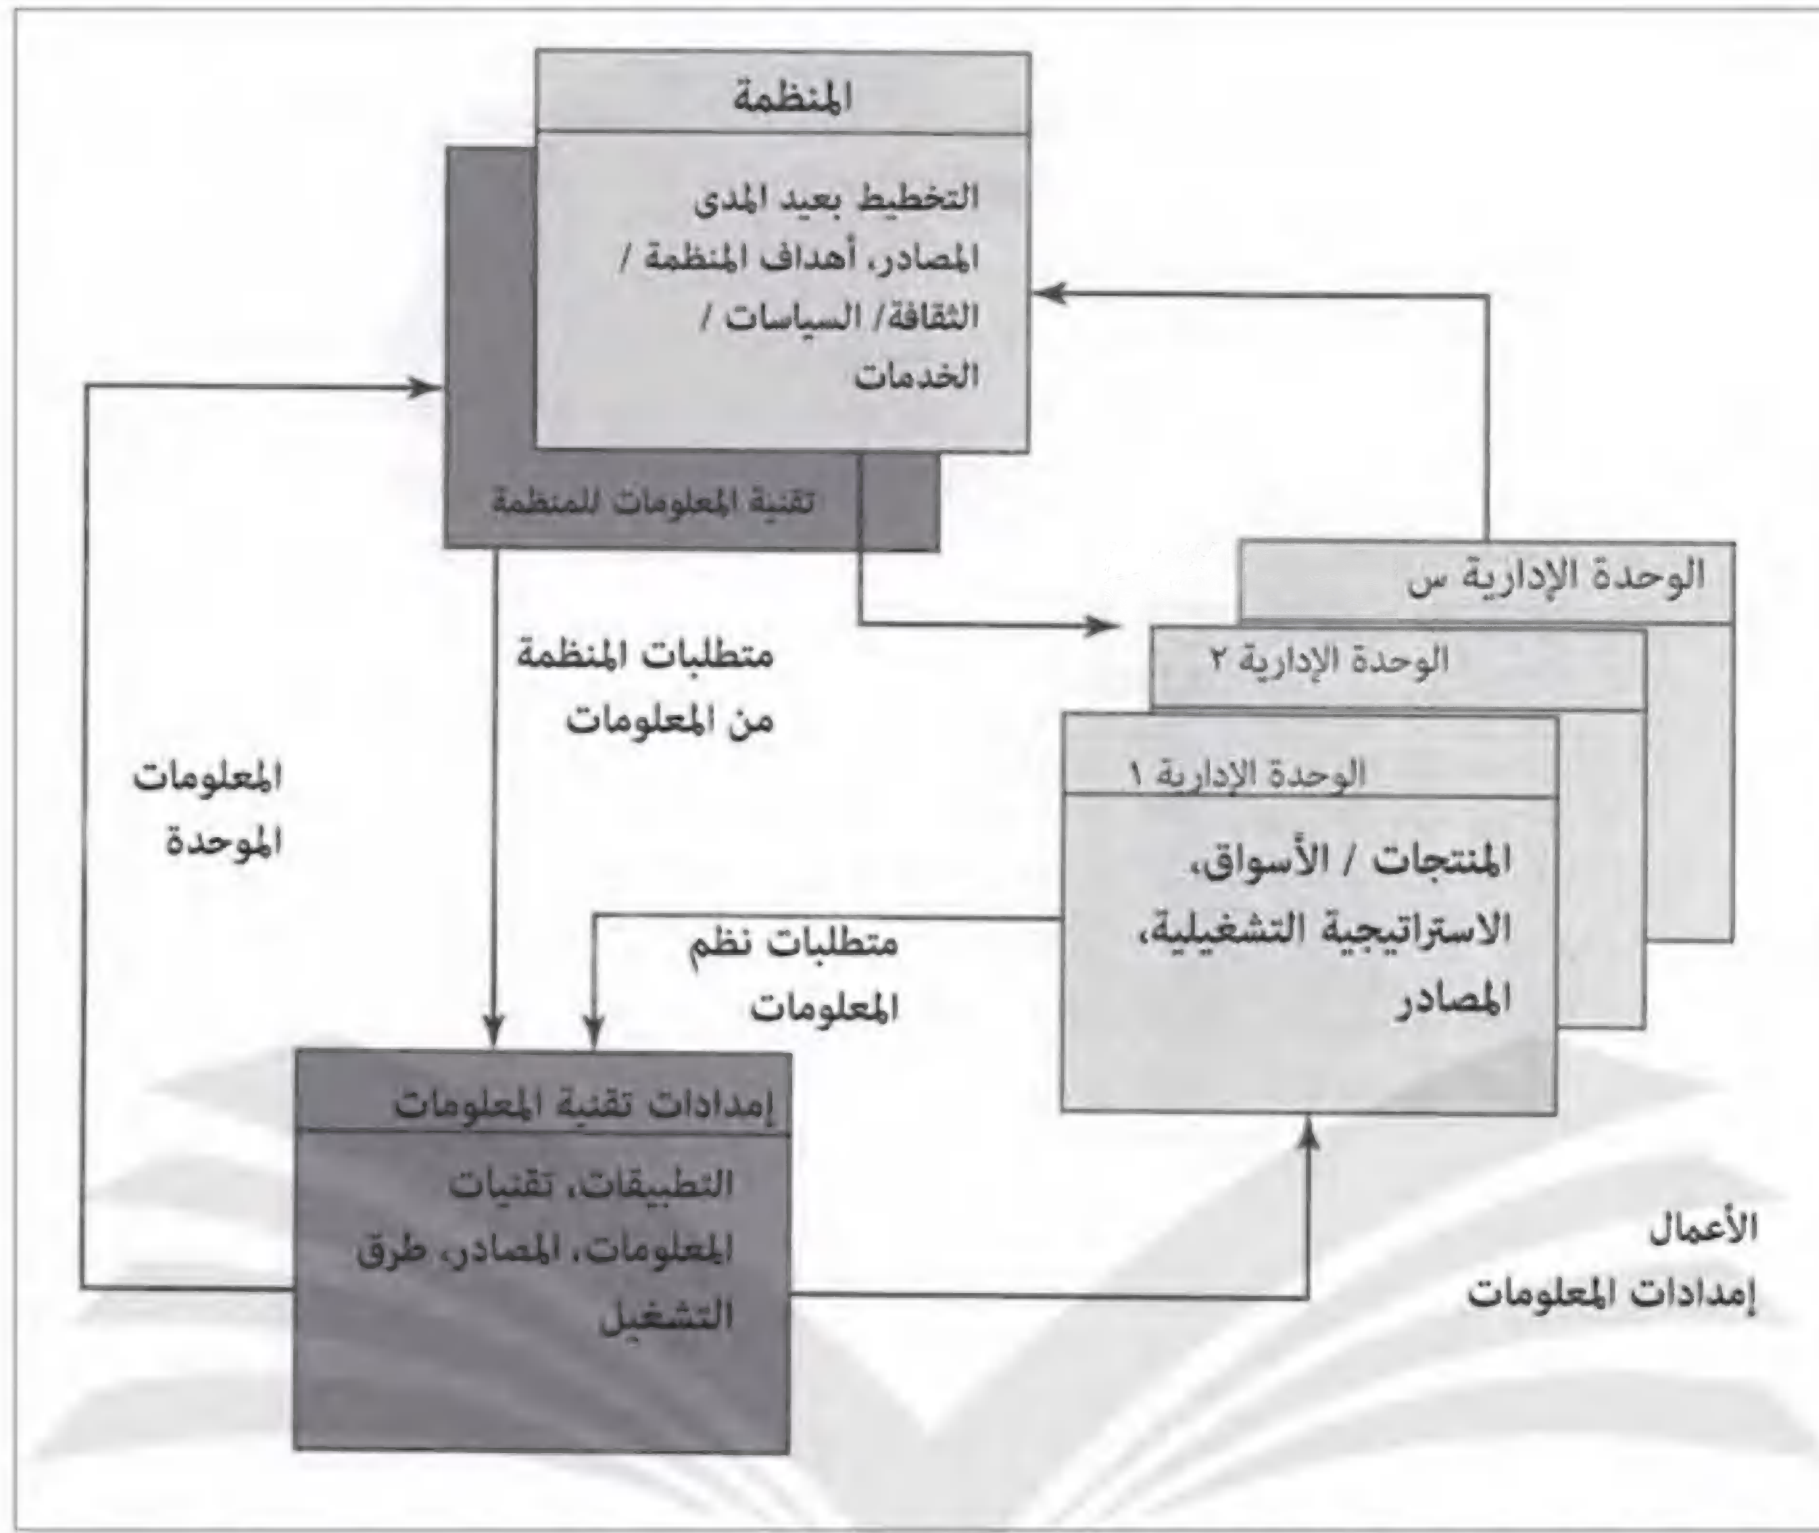 المنظمة
التخطيط بعيد المدى
المصادر، أهداف المنظمة /
الثقافة/ السياسات /
الخدمات
تقنية المعلومات للمنظمة
الوحدة الإدارية س
الوحدة الإدارية ٢
الوحدة الإدارية ١
المنتجات / الأسواق،
الاستراتيجية التشغيلية،
المصادر
متطلبات المنظمة
من المعلومات
المعلومات
الموحدة
متطلبات نظم
المعلومات
إمدادات تقنية المعلومات
التطبيقات، تقنيات
المعلومات، المصادر، طرق
التشغيل
الأعمال
إمدادات المعلومات